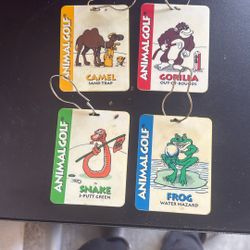 ANIMALGOLF
CAMEL
SAND TRAP
ANIMALGOLF
GORILLA
OUT-OF-BOUNDS
ANIMALGOLF
SNAKE
3-PUTT GREEN
ANIMALGOLF
FROG
WATER HAZARD